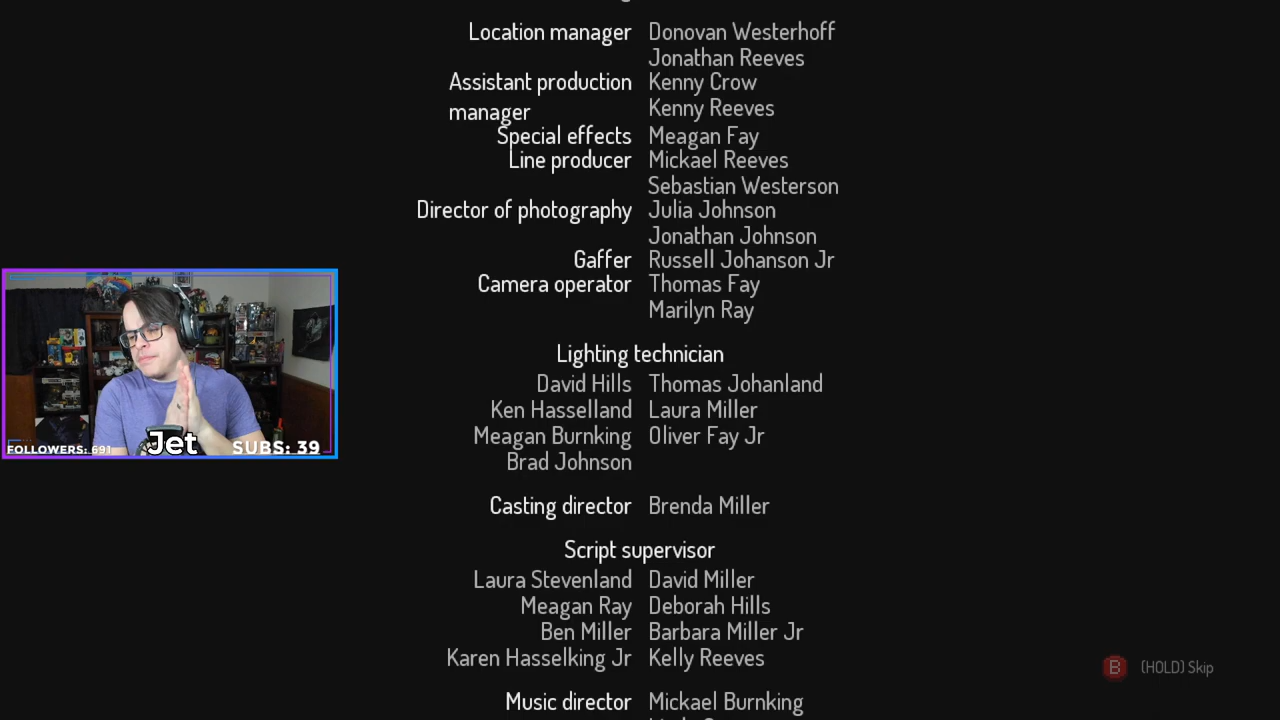 Location manager Donovan Westerhoff
Jonathan Reeves
Assistant production Kenny Crow
manager Kenny Reeves
Special effects Meagan Fay
Line producer Mickael Reeves
Sebastian Westerson
Director of photography Julia Johnson
Jonathan Johnson
Gaffer Russell Johanson Jr
Camera operator Thomas Fay
Marilyn Ray
Lighting technician
David Hills Thomas Johanland
Ken Hasselland Laura Miller
Meagan Burnking Oliver Fay Jr
Brad Johnson
Casting director Brenda Miller
Script supervisor
Laura Stevenland David Miller
Meagan Ray Deborah Hills
Ben Miller Barbara Miller Jr
Karen Hasselking Jr Kelly Reeves
Music director Mickael Burnking
FOLLOWERS: 691 Jet SUBS: 39
B (HOLD) Skip